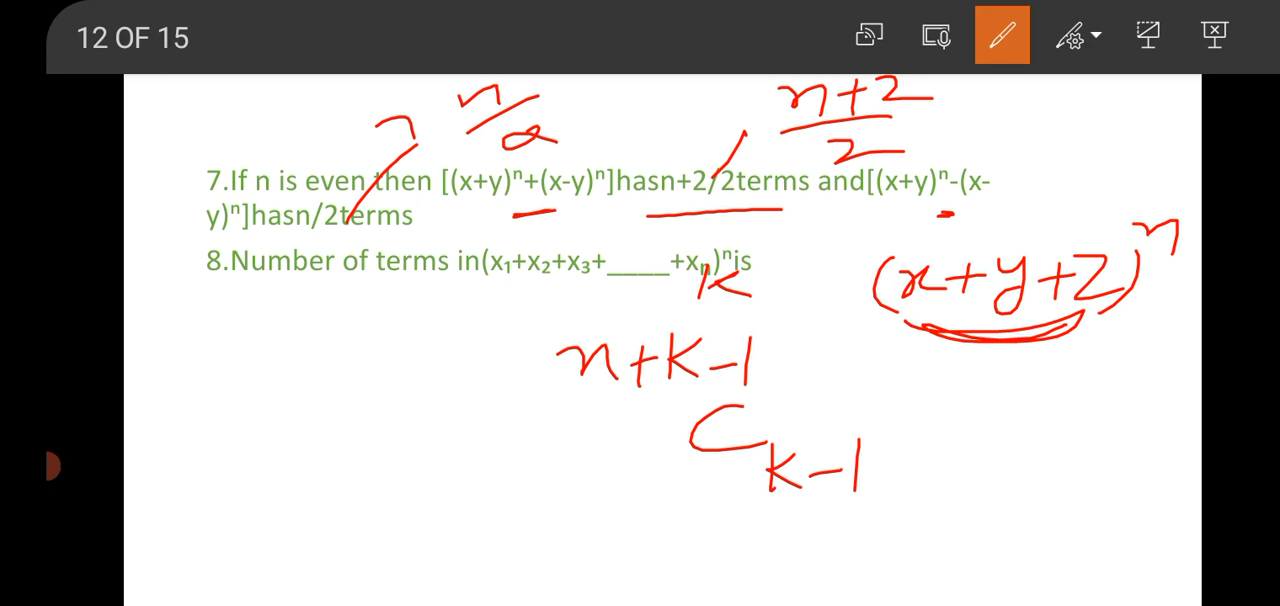 12 OF 15
n/2
n+2
2
7.If n is even then [(x+y)ⁿ+(x-y)ⁿ]hasn+2/2terms and[(x+y)ⁿ-(x-
y)ⁿ]hasn/2terms
8.Number of terms in(x₁+x₂+x₃+____+xₙ)ⁿis
k
(x+y+z)ⁿ
n+k-1
C
k-1